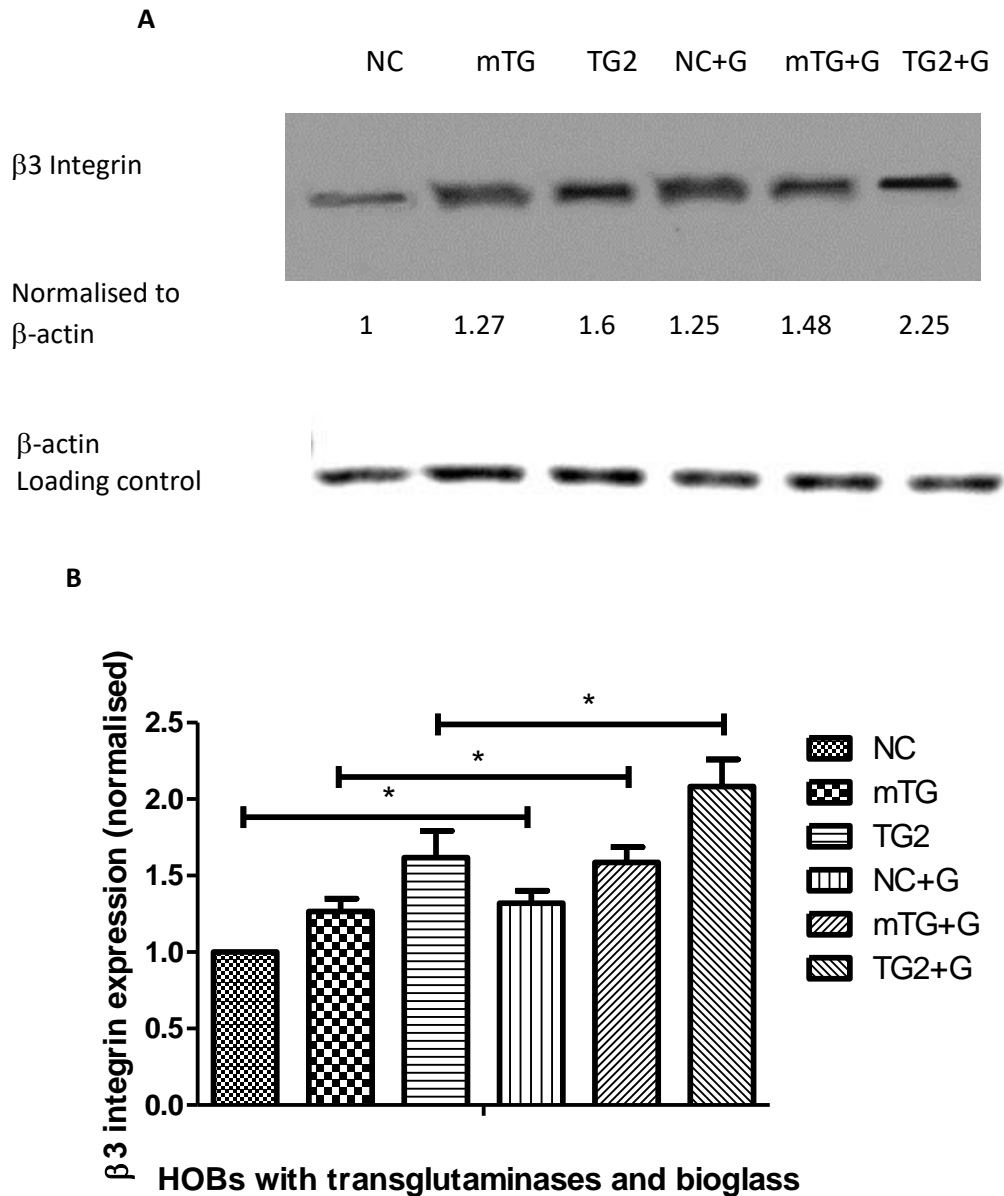 A
NC mTG TG2 NC+G mTG+G TG2+G
β3 Integrin
Normalised to
β-actin
1 1.27 1.6 1.25 1.48 2.25
β-actin
Loading control
B
β3 integrin expression (normalised)
2.5
2.0
1.5
1.0
0.5
0.0
*
*
*
NC
mTG
TG2
NC+G
mTG+G
TG2+G
HOBs with transglutaminases and bioglass